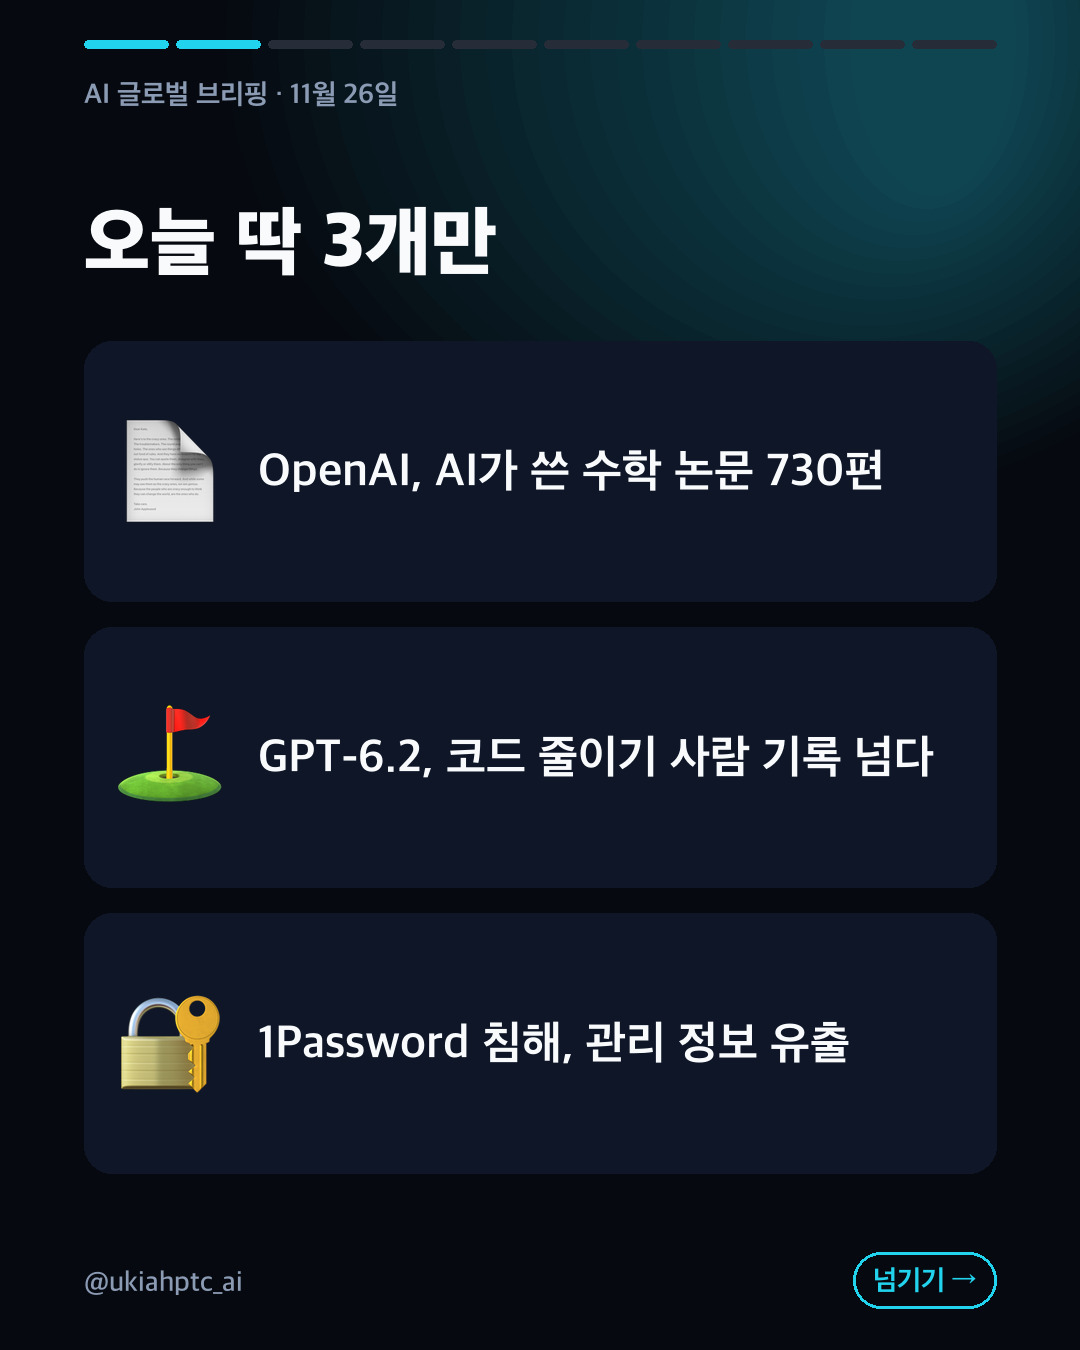 AI 글로벌 브리핑 · 11월 26일
오늘 딱 3개만
OpenAI, AI가 쓴 수학 논문 730편
GPT-6.2, 코드 줄이기 사람 기록 넘다
1Password 침해, 관리 정보 유출
@ukiahptc_ai
넘기기 →